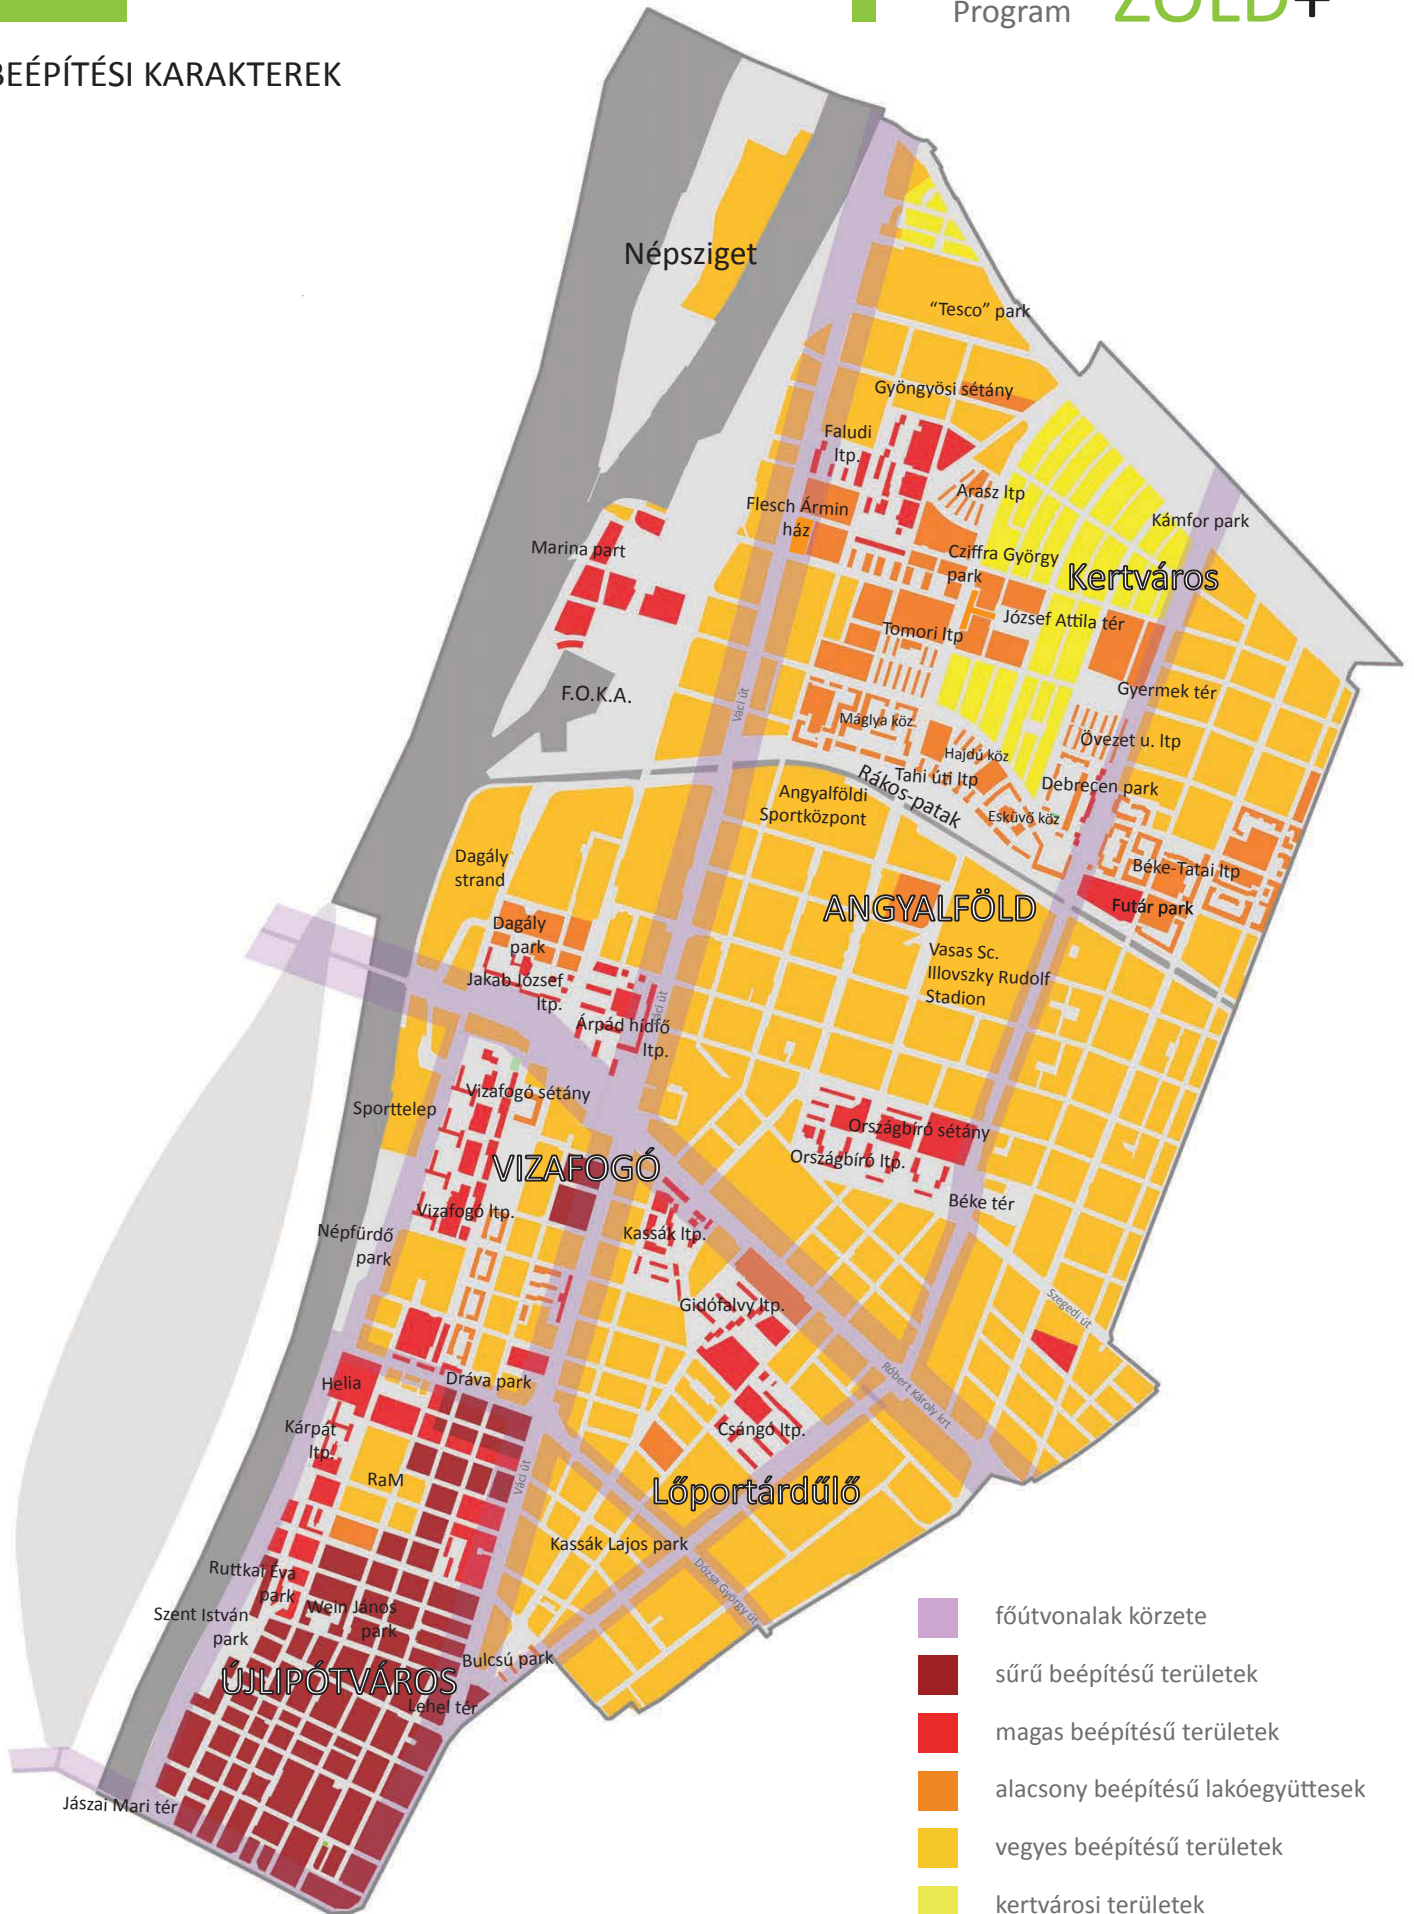 Program ZÖLD+
BEÉPÍTÉSI KARAKTEREK
Népsziget
"Tesco" park
Gyöngyösi sétány
Faludi
ltp.
Arasz ltp
Flesch Ármin
ház
Kámfor park
Marina part
Cziffra György
park
Kertváros
József Attila tér
Tomori ltp
F.O.K.A.
Váci út
Gyermek tér
Máglya köz
Övezet u. ltp
Hajdú köz
Tahi úti ltp
Rákos-patak
Debrecen park
Angyalföldi
Sportközpont
Esküvő köz
Dagály
strand
Béke-Tatai ltp
ANGYALFÖLD
Futár park
Dagály
park
Vasas Sc.
Illovszky Rudolf
Stadion
Jakab József
ltp.
Váci út
Árpád hídfő
ltp.
Vizafogó sétány
Sporttelep
Országbíró sétány
Országbíró ltp.
VIZAFOGÓ
Béke tér
Vizafogó ltp.
Népfürdő
park
Kassák ltp.
Gidófalvy ltp.
Szegedi út
Helia
Dráva park
Róbert Károly krt
Kárpát
ltp.
Csángó ltp.
RaM
Váci út
Lőportárdűlő
Kassák Lajos park
Ruttkai Éva
park
Dózsa György út
Szent István
park
Wein János
park
Bulcsú park
ÚJLIPÓTVÁROS
Lehel tér
Jászai Mari tér
főútvonalak körzete
sűrű beépítésű területek
magas beépítésű területek
alacsony beépítésű lakóegyüttesek
vegyes beépítésű területek
kertvárosi területek